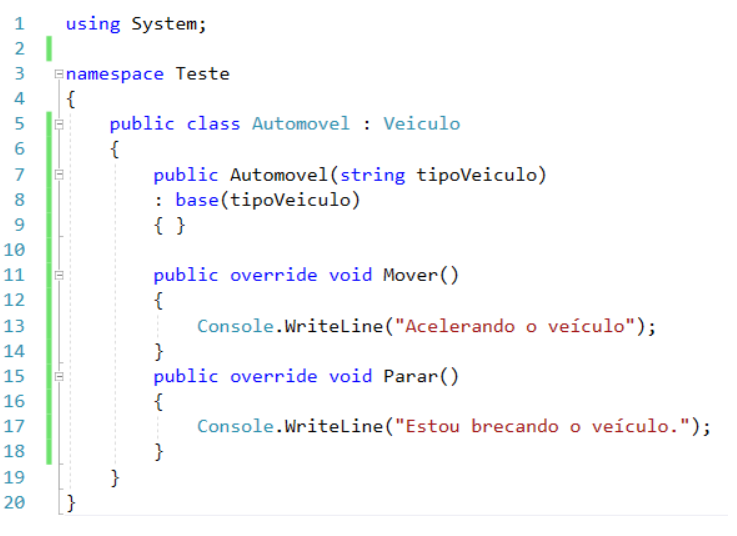 1 using System;
2
3 namespace Teste
4 {
5 public class Automovel : Veiculo
6 {
7 public Automovel(string tipoVeiculo)
8 : base(tipoVeiculo)
9 { }
10
11 public override void Mover()
12 {
13 Console.WriteLine("Acelerando o veículo");
14 }
15 public override void Parar()
16 {
17 Console.WriteLine("Estou brecando o veículo.");
18 }
19 }
20 }